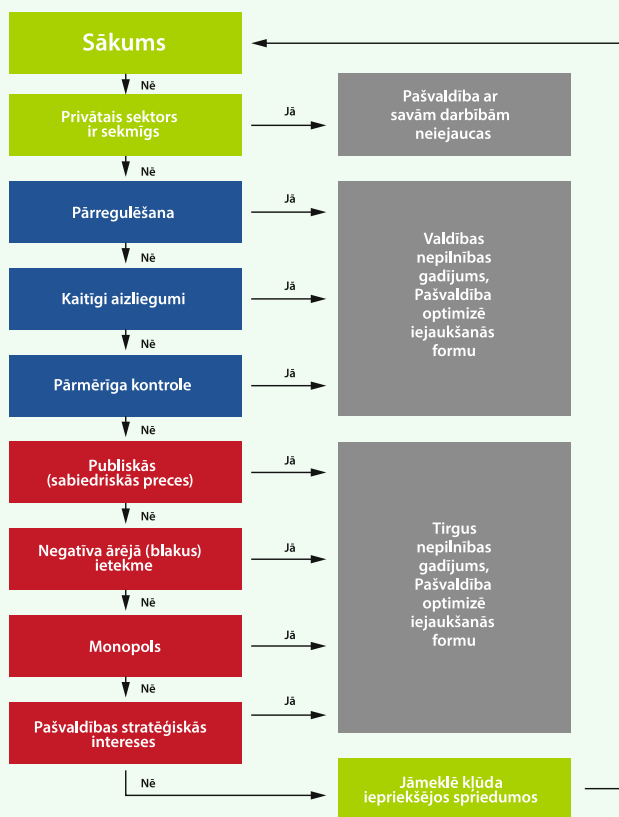 Sākums
Nē
Privātais sektors
ir sekmīgs
Jā
Pašvaldība ar
savām darbībām
neiejaucas
Nē
Pārregulēšana
Jā
Nē
Kaitīgi aizliegumi
Jā
Nē
Pārmērīga kontrole
Jā
Valdības
nepilnības
gadījums,
Pašvaldība
optimizē
iejaukšanās
formu
Nē
Publiskās
(sabiedriskās preces)
Jā
Nē
Negatīva ārējā (blakus)
ietekme
Jā
Nē
Monopols
Jā
Nē
Pašvaldības stratēģiskās
intereses
Jā
Tirgus
nepilnības
gadījums,
Pašvaldība
optimizē
iejaukšanās
formu
Nē
Jāmeklē kļūda
iepriekšējos spriedumos